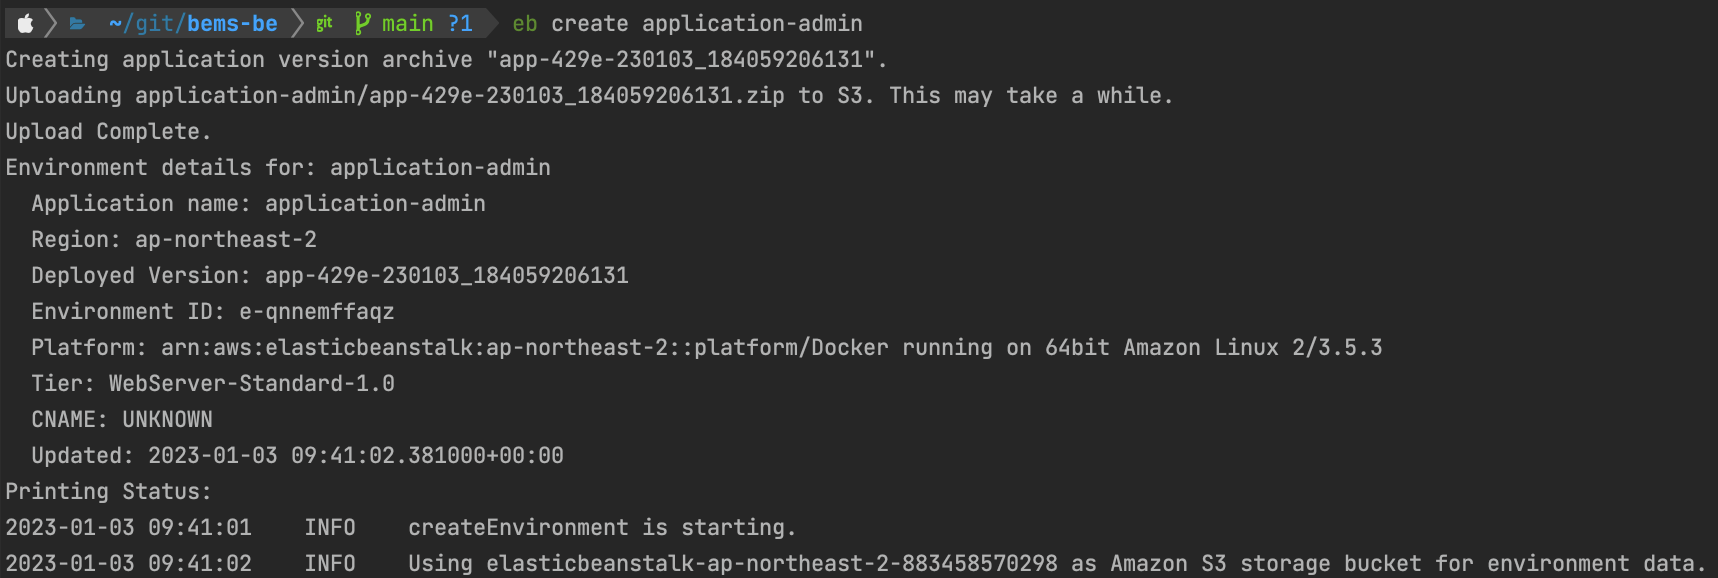 ~/git/bems-be git main ?1 eb create application-admin
Creating application version archive "app-429e-230103_184059206131".
Uploading application-admin/app-429e-230103_184059206131.zip to S3. This may take a while.
Upload Complete.
Environment details for: application-admin
  Application name: application-admin
  Region: ap-northeast-2
  Deployed Version: app-429e-230103_184059206131
  Environment ID: e-qnnemffaqz
  Platform: arn:aws:elasticbeanstalk:ap-northeast-2::platform/Docker running on 64bit Amazon Linux 2/3.5.3
  Tier: WebServer-Standard-1.0
  CNAME: UNKNOWN
  Updated: 2023-01-03 09:41:02.381000+00:00
Printing Status:
2023-01-03 09:41:01    INFO    createEnvironment is starting.
2023-01-03 09:41:02    INFO    Using elasticbeanstalk-ap-northeast-2-883458570298 as Amazon S3 storage bucket for environment data.